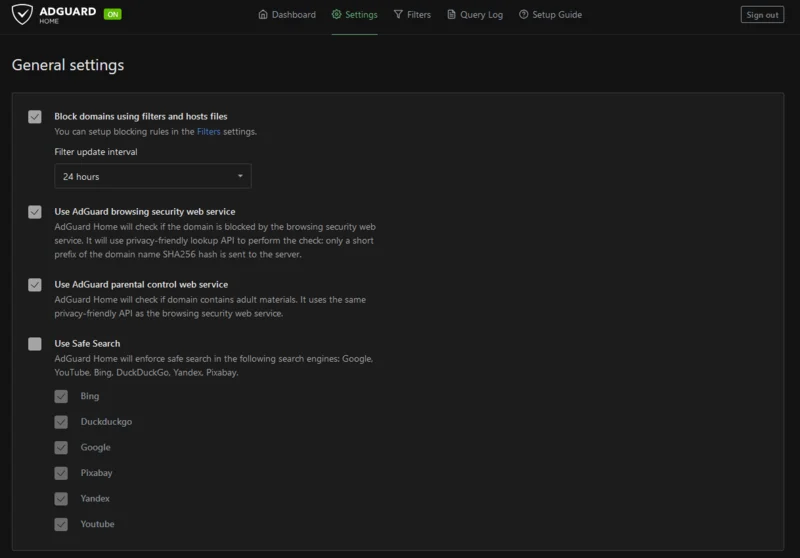 ADGUARD ON
HOME
Dashboard Settings Filters Query Log Setup Guide Sign out
General settings
Block domains using filters and hosts files
You can setup blocking rules in the Filters settings.
Filter update interval
24 hours
Use AdGuard browsing security web service
AdGuard Home will check if the domain is blocked by the browsing security web
service. It will use privacy-friendly lookup API to perform the check: only a short
prefix of the domain name SHA256 hash is sent to the server.
Use AdGuard parental control web service
AdGuard Home will check if domain contains adult materials. It uses the same
privacy-friendly API as the browsing security web service.
Use Safe Search
AdGuard Home will enforce safe search in the following search engines: Google,
YouTube, Bing, DuckDuckGo, Yandex, Pixabay.
Bing
Duckduckgo
Google
Pixabay
Yandex
Youtube